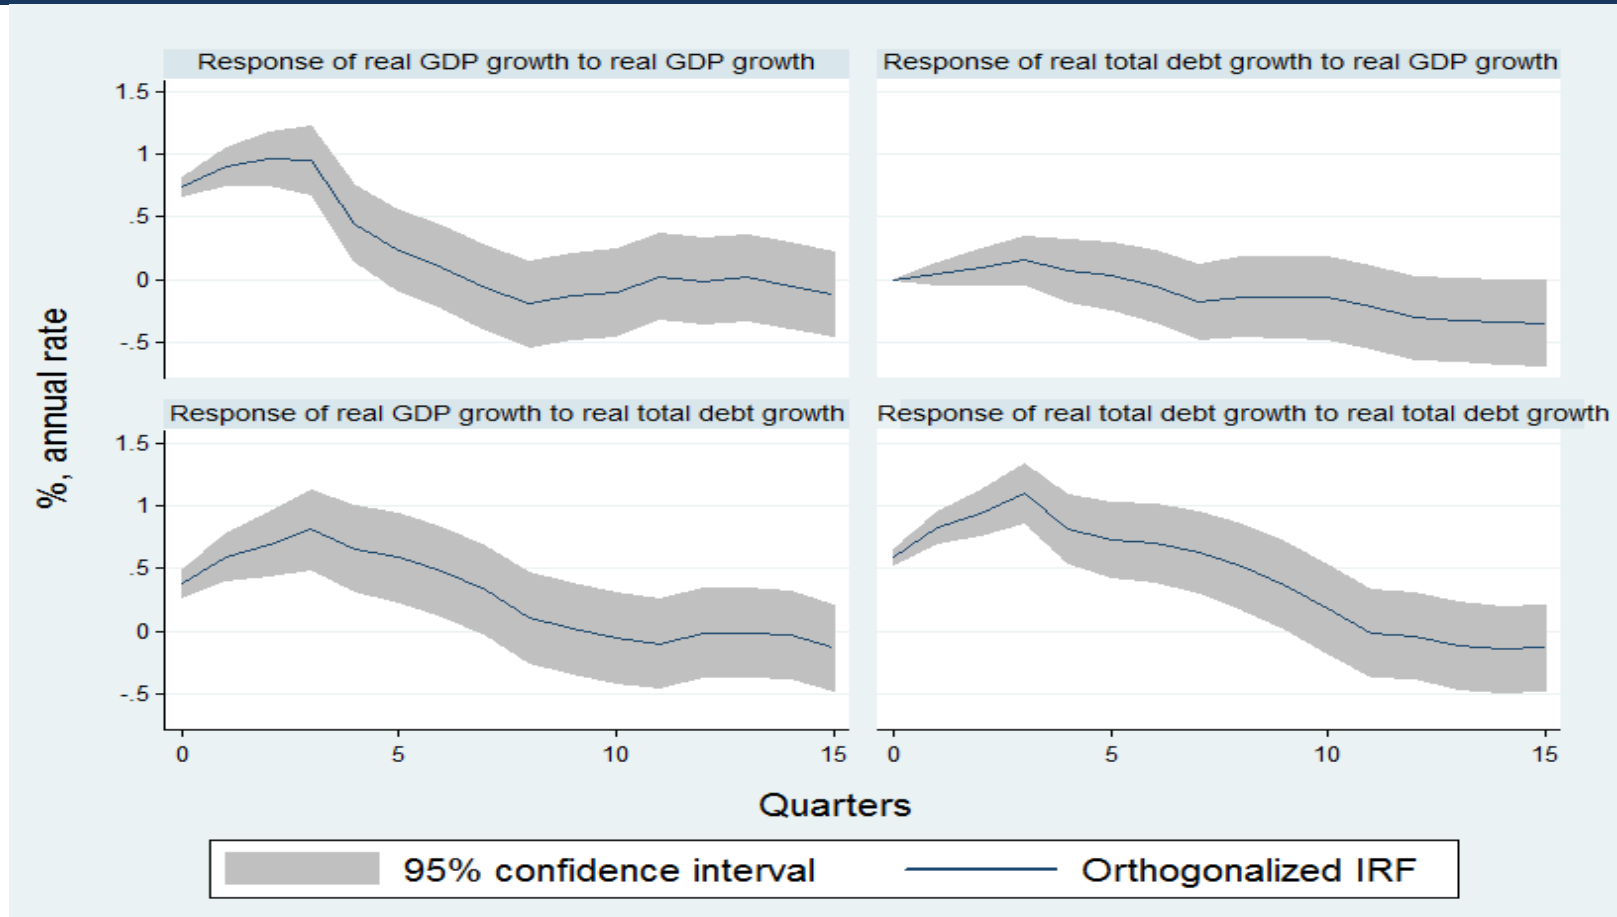 Response of real GDP growth to real GDP growth
Response of real total debt growth to real GDP growth
1.5
1
.5
0
-.5
%, annual rate
Response of real GDP growth to real total debt growth
Response of real total debt growth to real total debt growth
1.5
1
.5
0
-.5
0 5 10 15
0 5 10 15
Quarters
95% confidence interval
Orthogonalized IRF